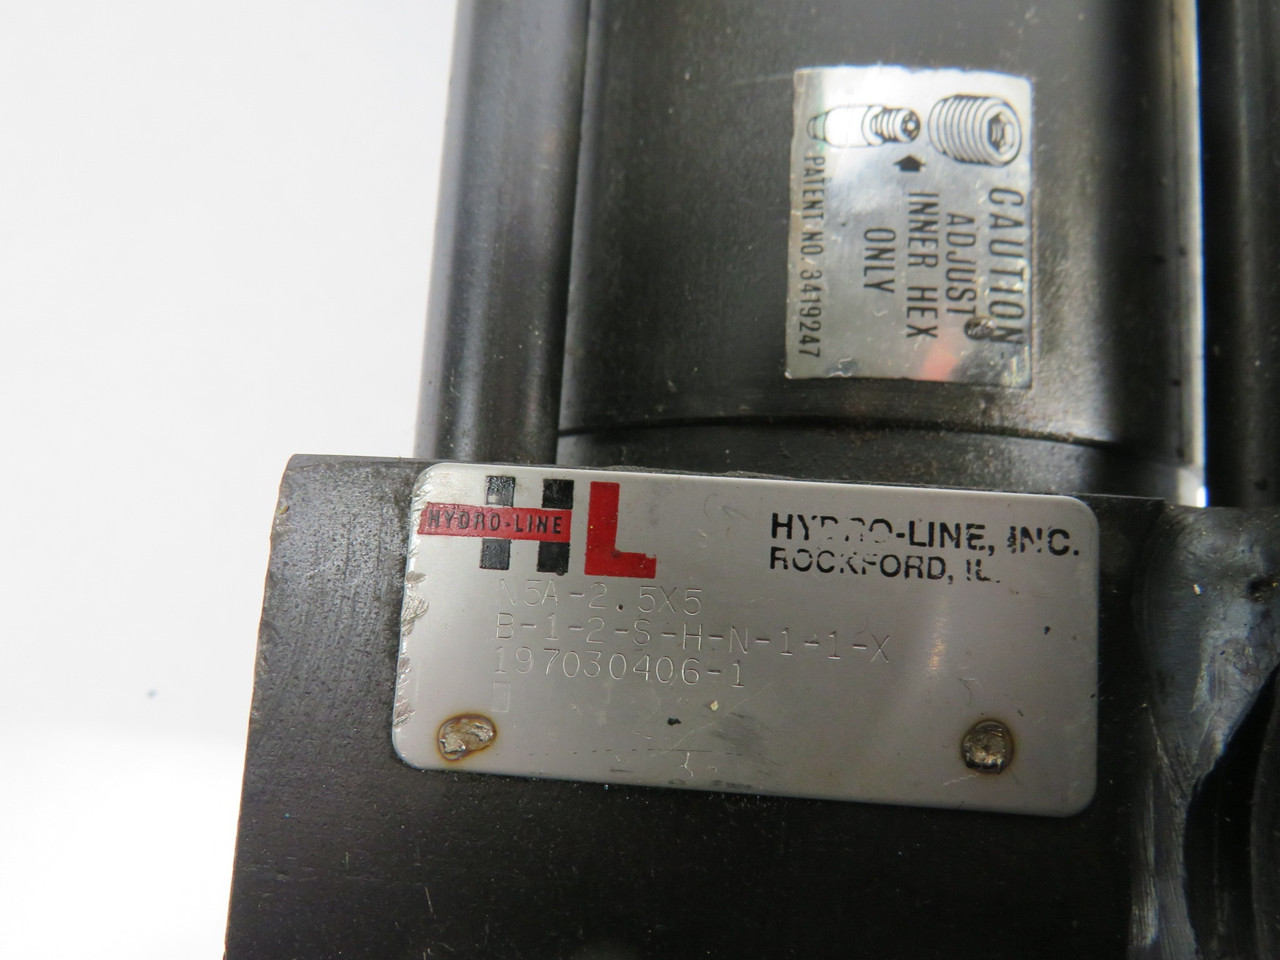 CAUTION
ADJUST
INNER HEX
ONLY
PATENT NO. 3419247
HYDRO-LINE
HL
HYDRO-LINE, INC.
ROCKFORD, IL.
N5A-2.5X5
B-1-2-S-H-N-1-1-X
197030406-1